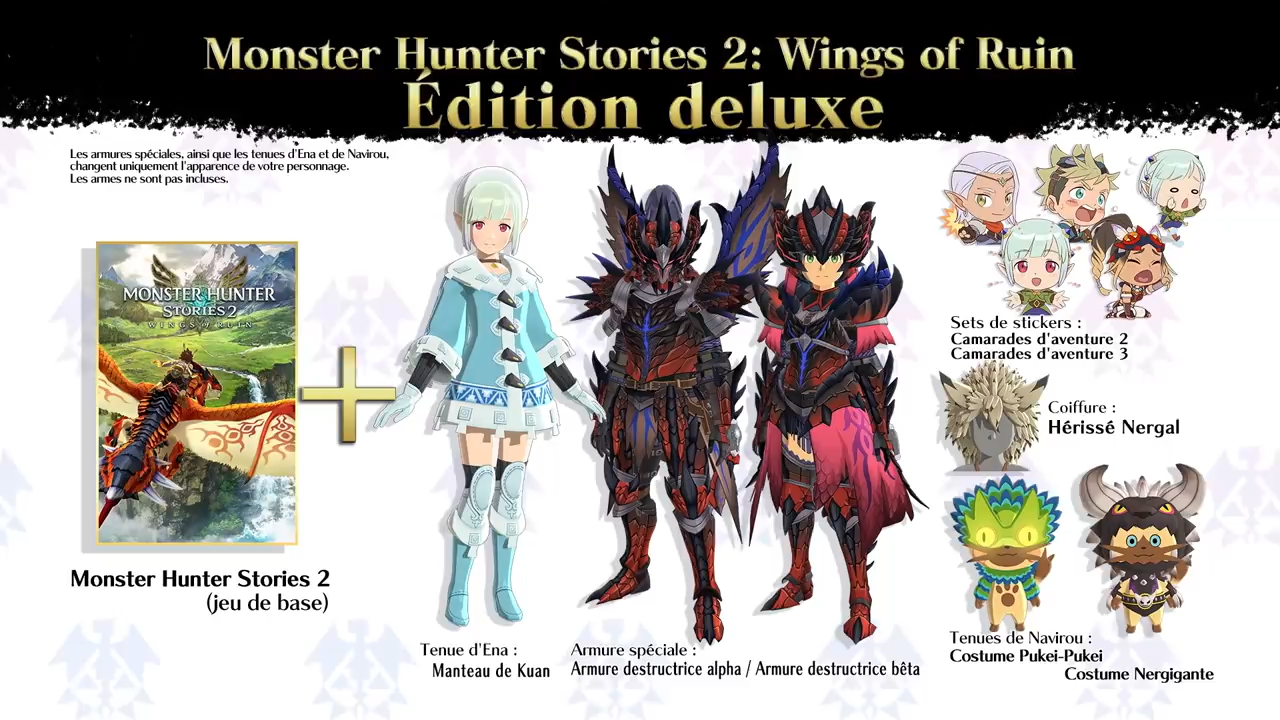 Monster Hunter Stories 2: Wings of Ruin
Édition deluxe
Les armures spéciales, ainsi que les tenues d'Ena et de Navirou,
changent uniquement l'apparence de votre personnage.
Les armes ne sont pas incluses.
MONSTER HUNTER
STORIES 2
WINGS of RUIN
Monster Hunter Stories 2
(jeu de base)
Tenue d'Ena :
Manteau de Kuan
Armure spéciale :
Armure destructrice alpha / Armure destructrice bêta
Sets de stickers :
Camarades d'aventure 2
Camarades d'aventure 3
Coiffure :
Hérissé Nergal
Tenues de Navirou :
Costume Pukei-Pukei
Costume Nergigante